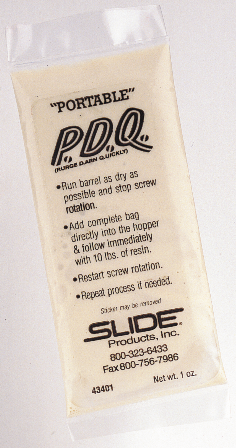 "PORTABLE"
P.D.Q.
(PURGE DARN QUICKLY)
•Run barrel as dry as
possible and stop screw
rotation.
•Add complete bag
directly into the hopper
& follow immediately
with 10 lbs. of resin.
•Restart screw rotation.
•Repeat process if needed.
Sticker may be removed
SLIDE®
Products, Inc.
800-323-6433
Fax 800-756-7986
43401 Net wt. 1 oz.